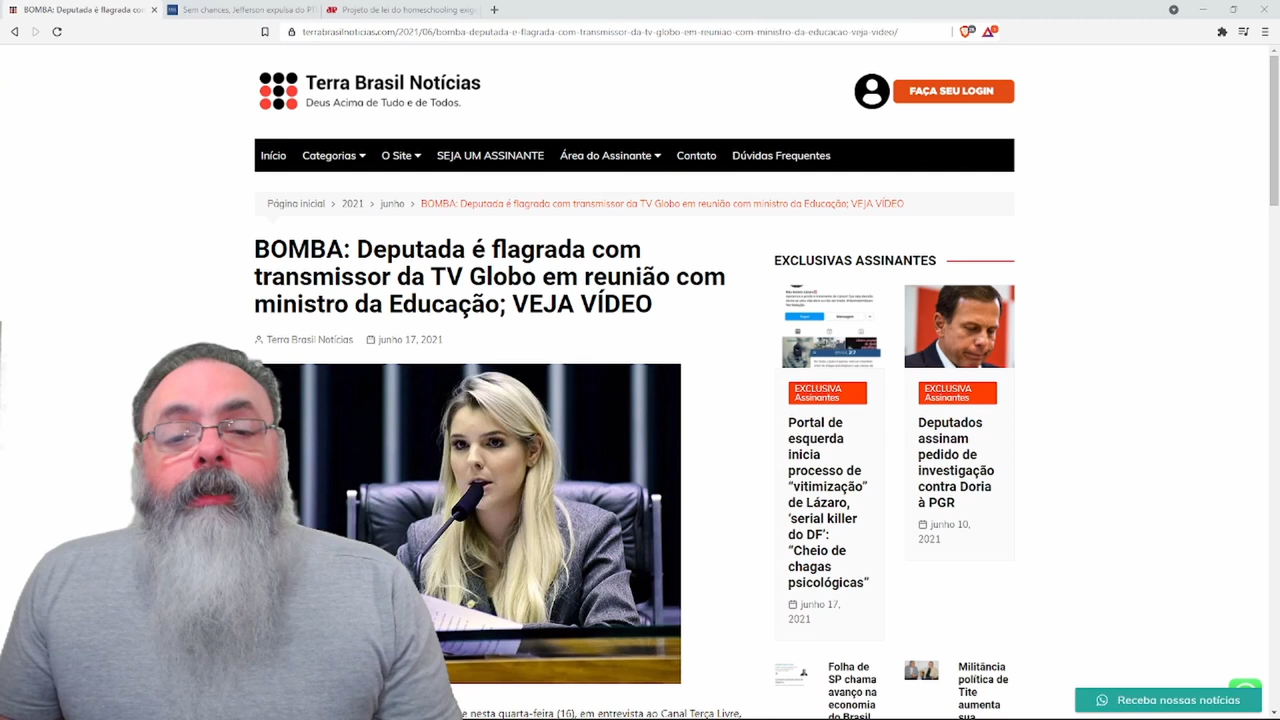 BOMBA: Deputada é flagrada com
Sem chances, Jefferson expulsa do PT
Projeto de lei do homeschooling exig
terrabrasilnoticias.com/2021/06/bomba-deputada-e-flagrada-com-transmissor-da-tv-globo-em-reuniao-com-ministro-da-educacao-veja-video/
Terra Brasil Notícias
Deus Acima de Tudo e de Todos.
FAÇA SEU LOGIN
Início Categorias O Site SEJA UM ASSINANTE Área do Assinante Contato Dúvidas Frequentes
Página inicial > 2021 > junho > BOMBA: Deputada é flagrada com transmissor da TV Globo em reunião com ministro da Educação; VEJA VÍDEO
BOMBA: Deputada é flagrada com
transmissor da TV Globo em reunião com
ministro da Educação; VEJA VÍDEO
Terra Brasil Notícias junho 17, 2021
e nesta quarta-feira (16), em entrevista ao Canal Terça Livre,
EXCLUSIVAS ASSINANTES
EXCLUSIVA
Assinantes
Portal de
esquerda
inicia
processo de
“vitimização”
de Lázaro,
‘serial killer
do DF’:
“Cheio de
chagas
psicológicas”
junho 17,
2021
EXCLUSIVA
Assinantes
Deputados
assinam
pedido de
investigação
contra Doria
à PGR
junho 10,
2021
Folha de
SP chama
avanço na
economia
do Brasil
Militância
política de
Tite
aumenta
sua
Receba nossas notícias